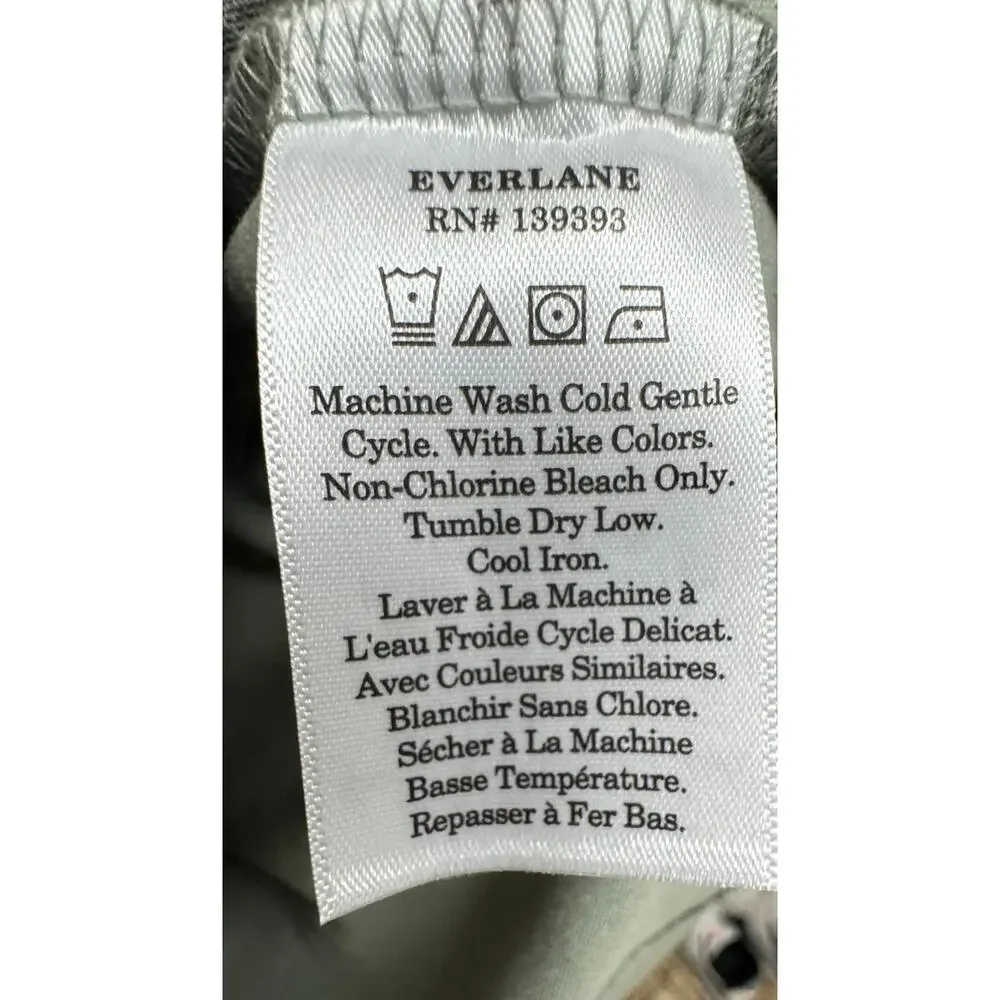 EVERLANE
RN# 139393
Machine Wash Cold Gentle
Cycle. With Like Colors.
Non-Chlorine Bleach Only.
Tumble Dry Low.
Cool Iron.
Laver à La Machine à
L'eau Froide Cycle Delicat.
Avec Couleurs Similaires.
Blanchir Sans Chlore.
Sécher à La Machine
Basse Température.
Repasser à Fer Bas.